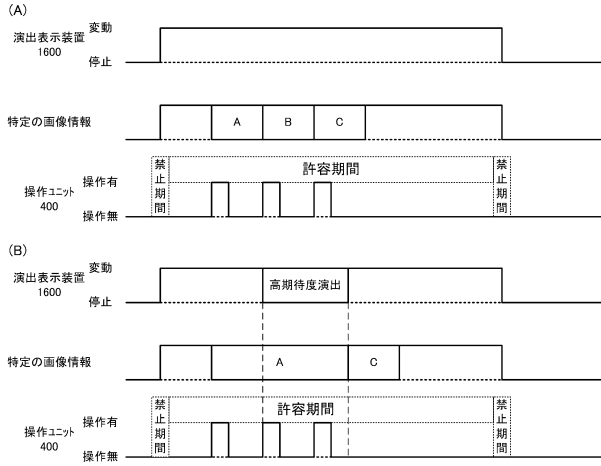 (A)
変動
演出表示装置
1600
停止
特定の画像情報
A B C
禁止期間 許容期間 禁止期間
操作有
操作ユニット
400
操作無
(B)
変動
演出表示装置
1600
高期待度演出
停止
特定の画像情報
A C
禁止期間 許容期間 禁止期間
操作有
操作ユニット
400
操作無